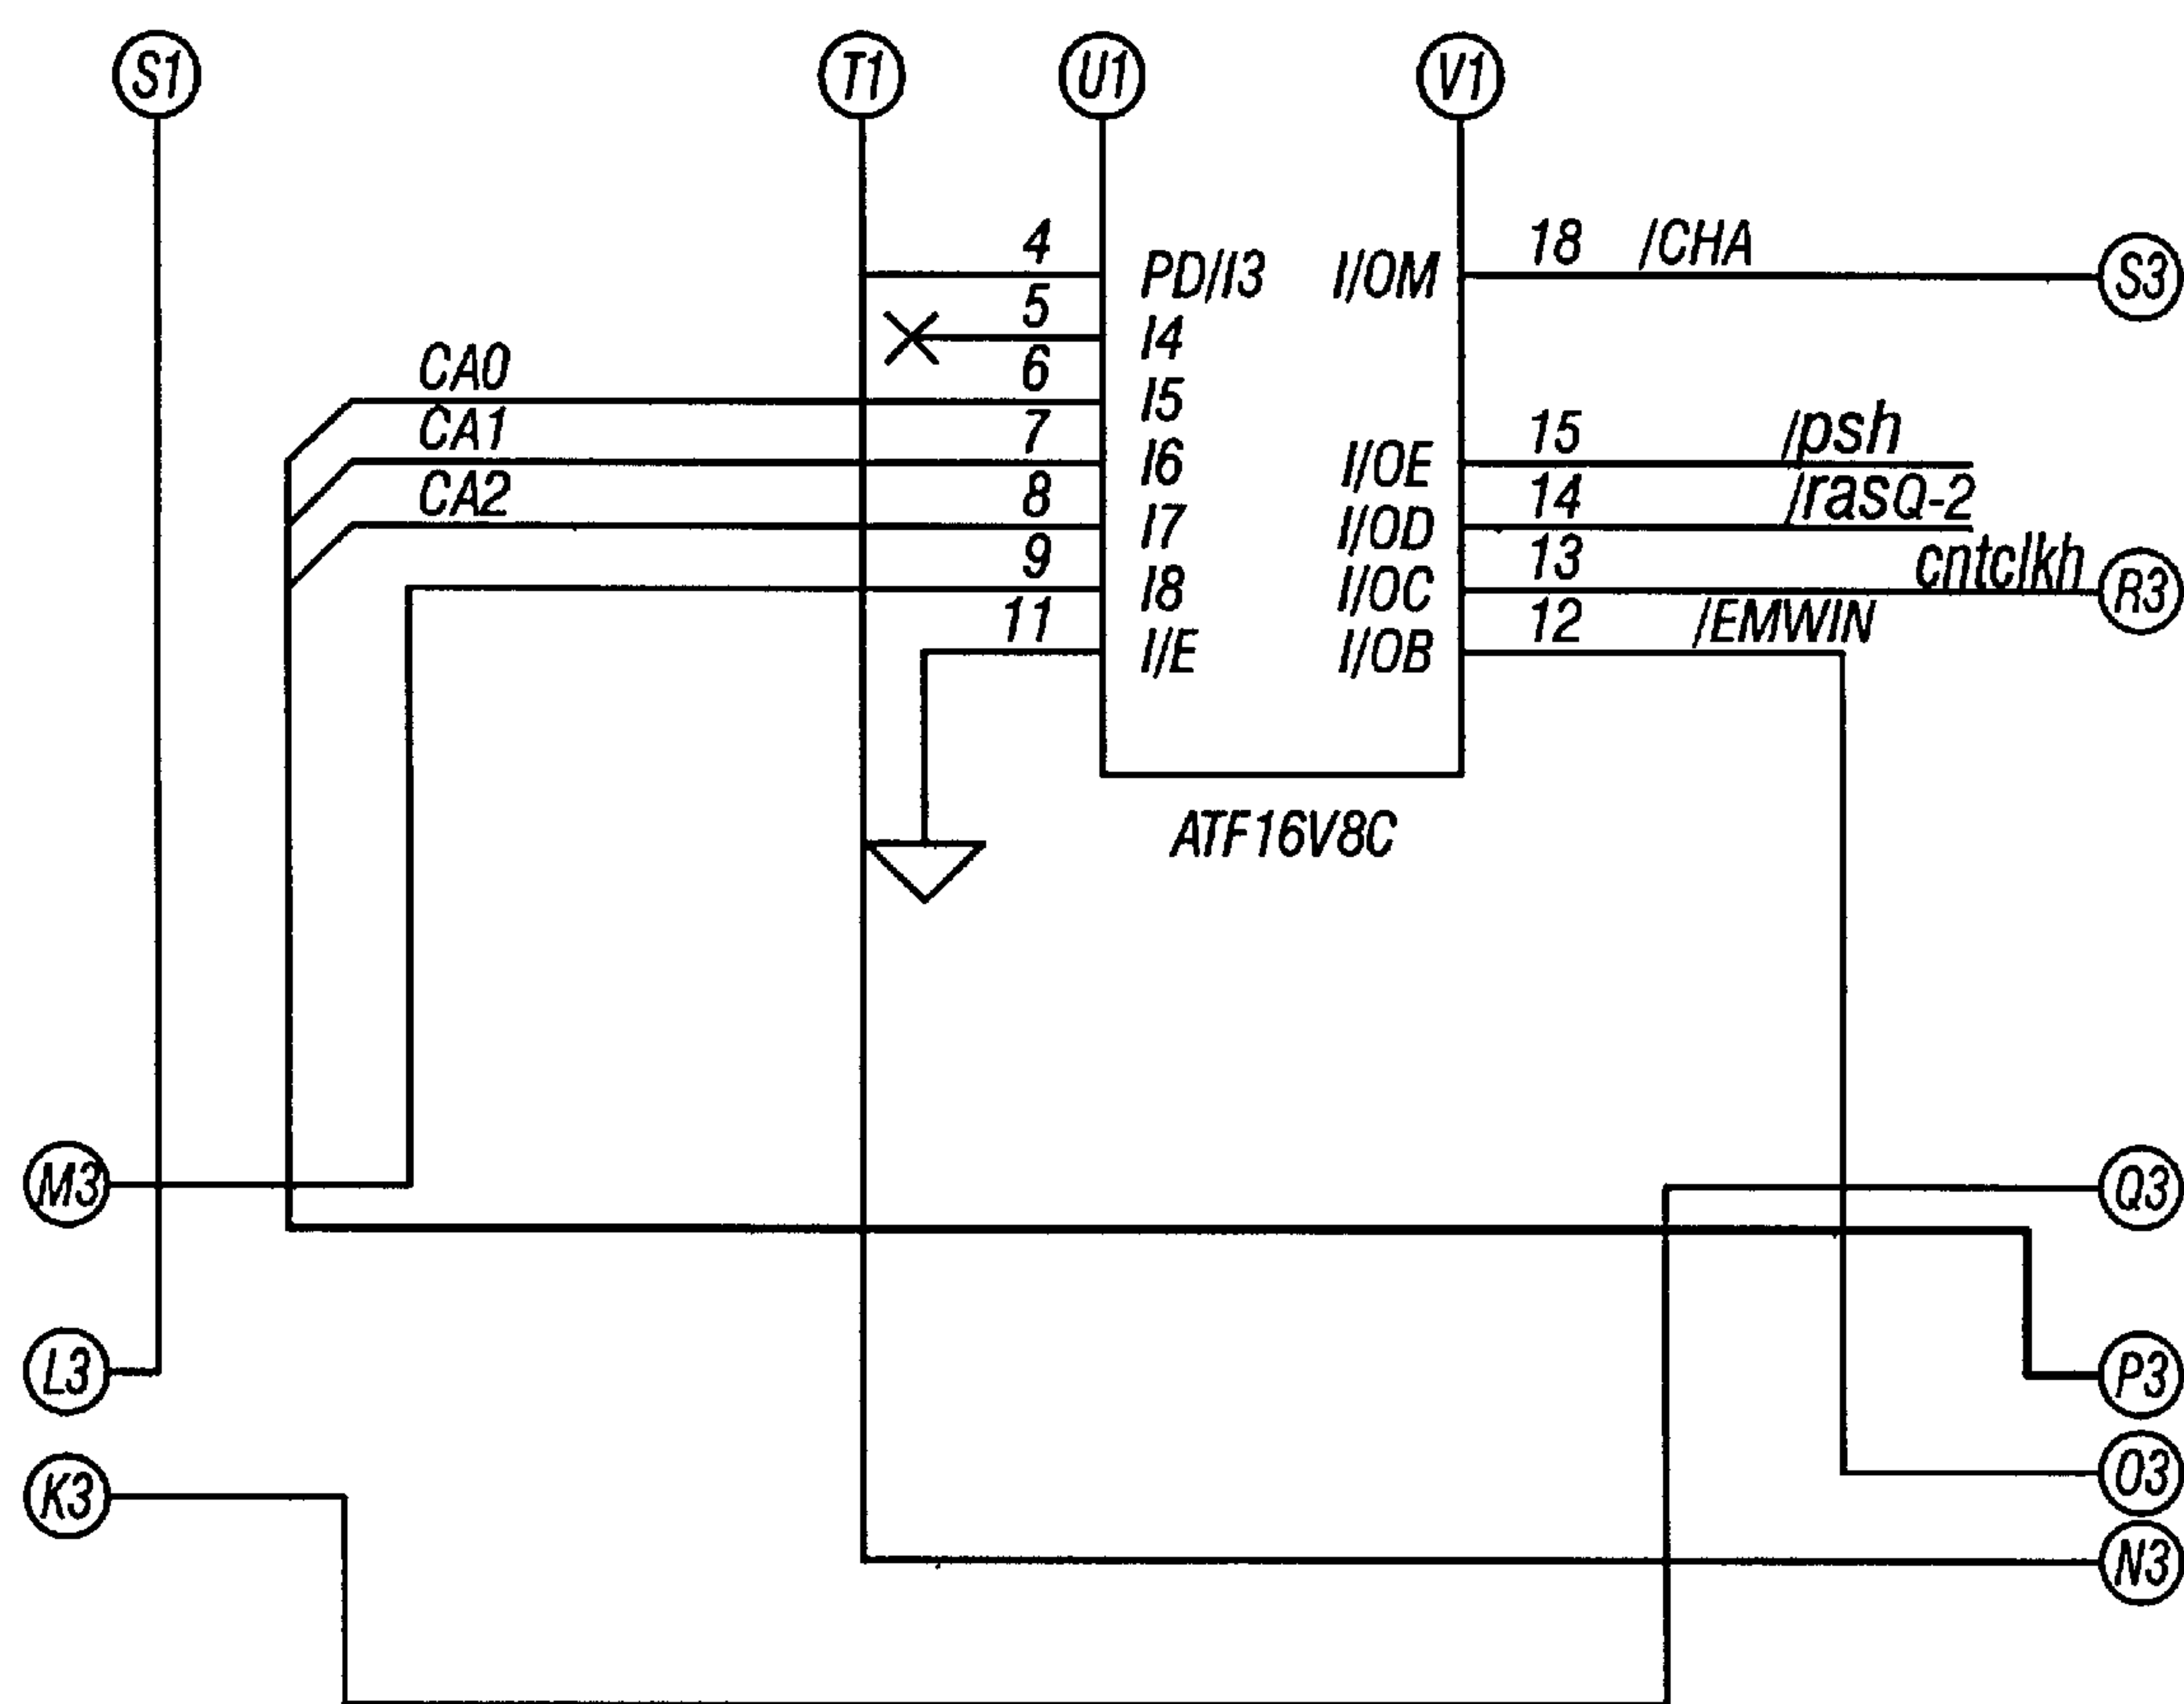 S1 T1 U1 V1
4 PD/I3 I/OM 18 /CHA S3
5 I4
CA0 6 I5
CA1 7 I6 I/OE 15 /psh
CA2 8 I7 I/OD 14 /rasQ-2
9 I8 I/OC 13 cntclkh R3
11 I/E I/OB 12 /EMWIN
ATF16V8C
M3 Q3
L3 P3
K3 O3
N3